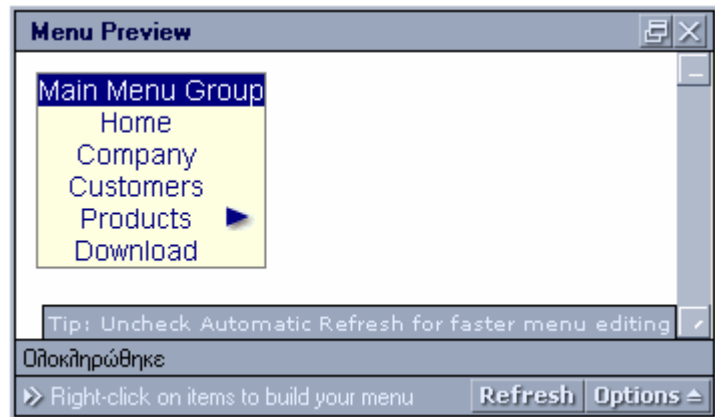 Menu Preview
Main Menu Group
Home
Company
Customers
Products
Download
Tip: Uncheck Automatic Refresh for faster menu editing
Ολοκληρώθηκε
Right-click on items to build your menu
Refresh Options